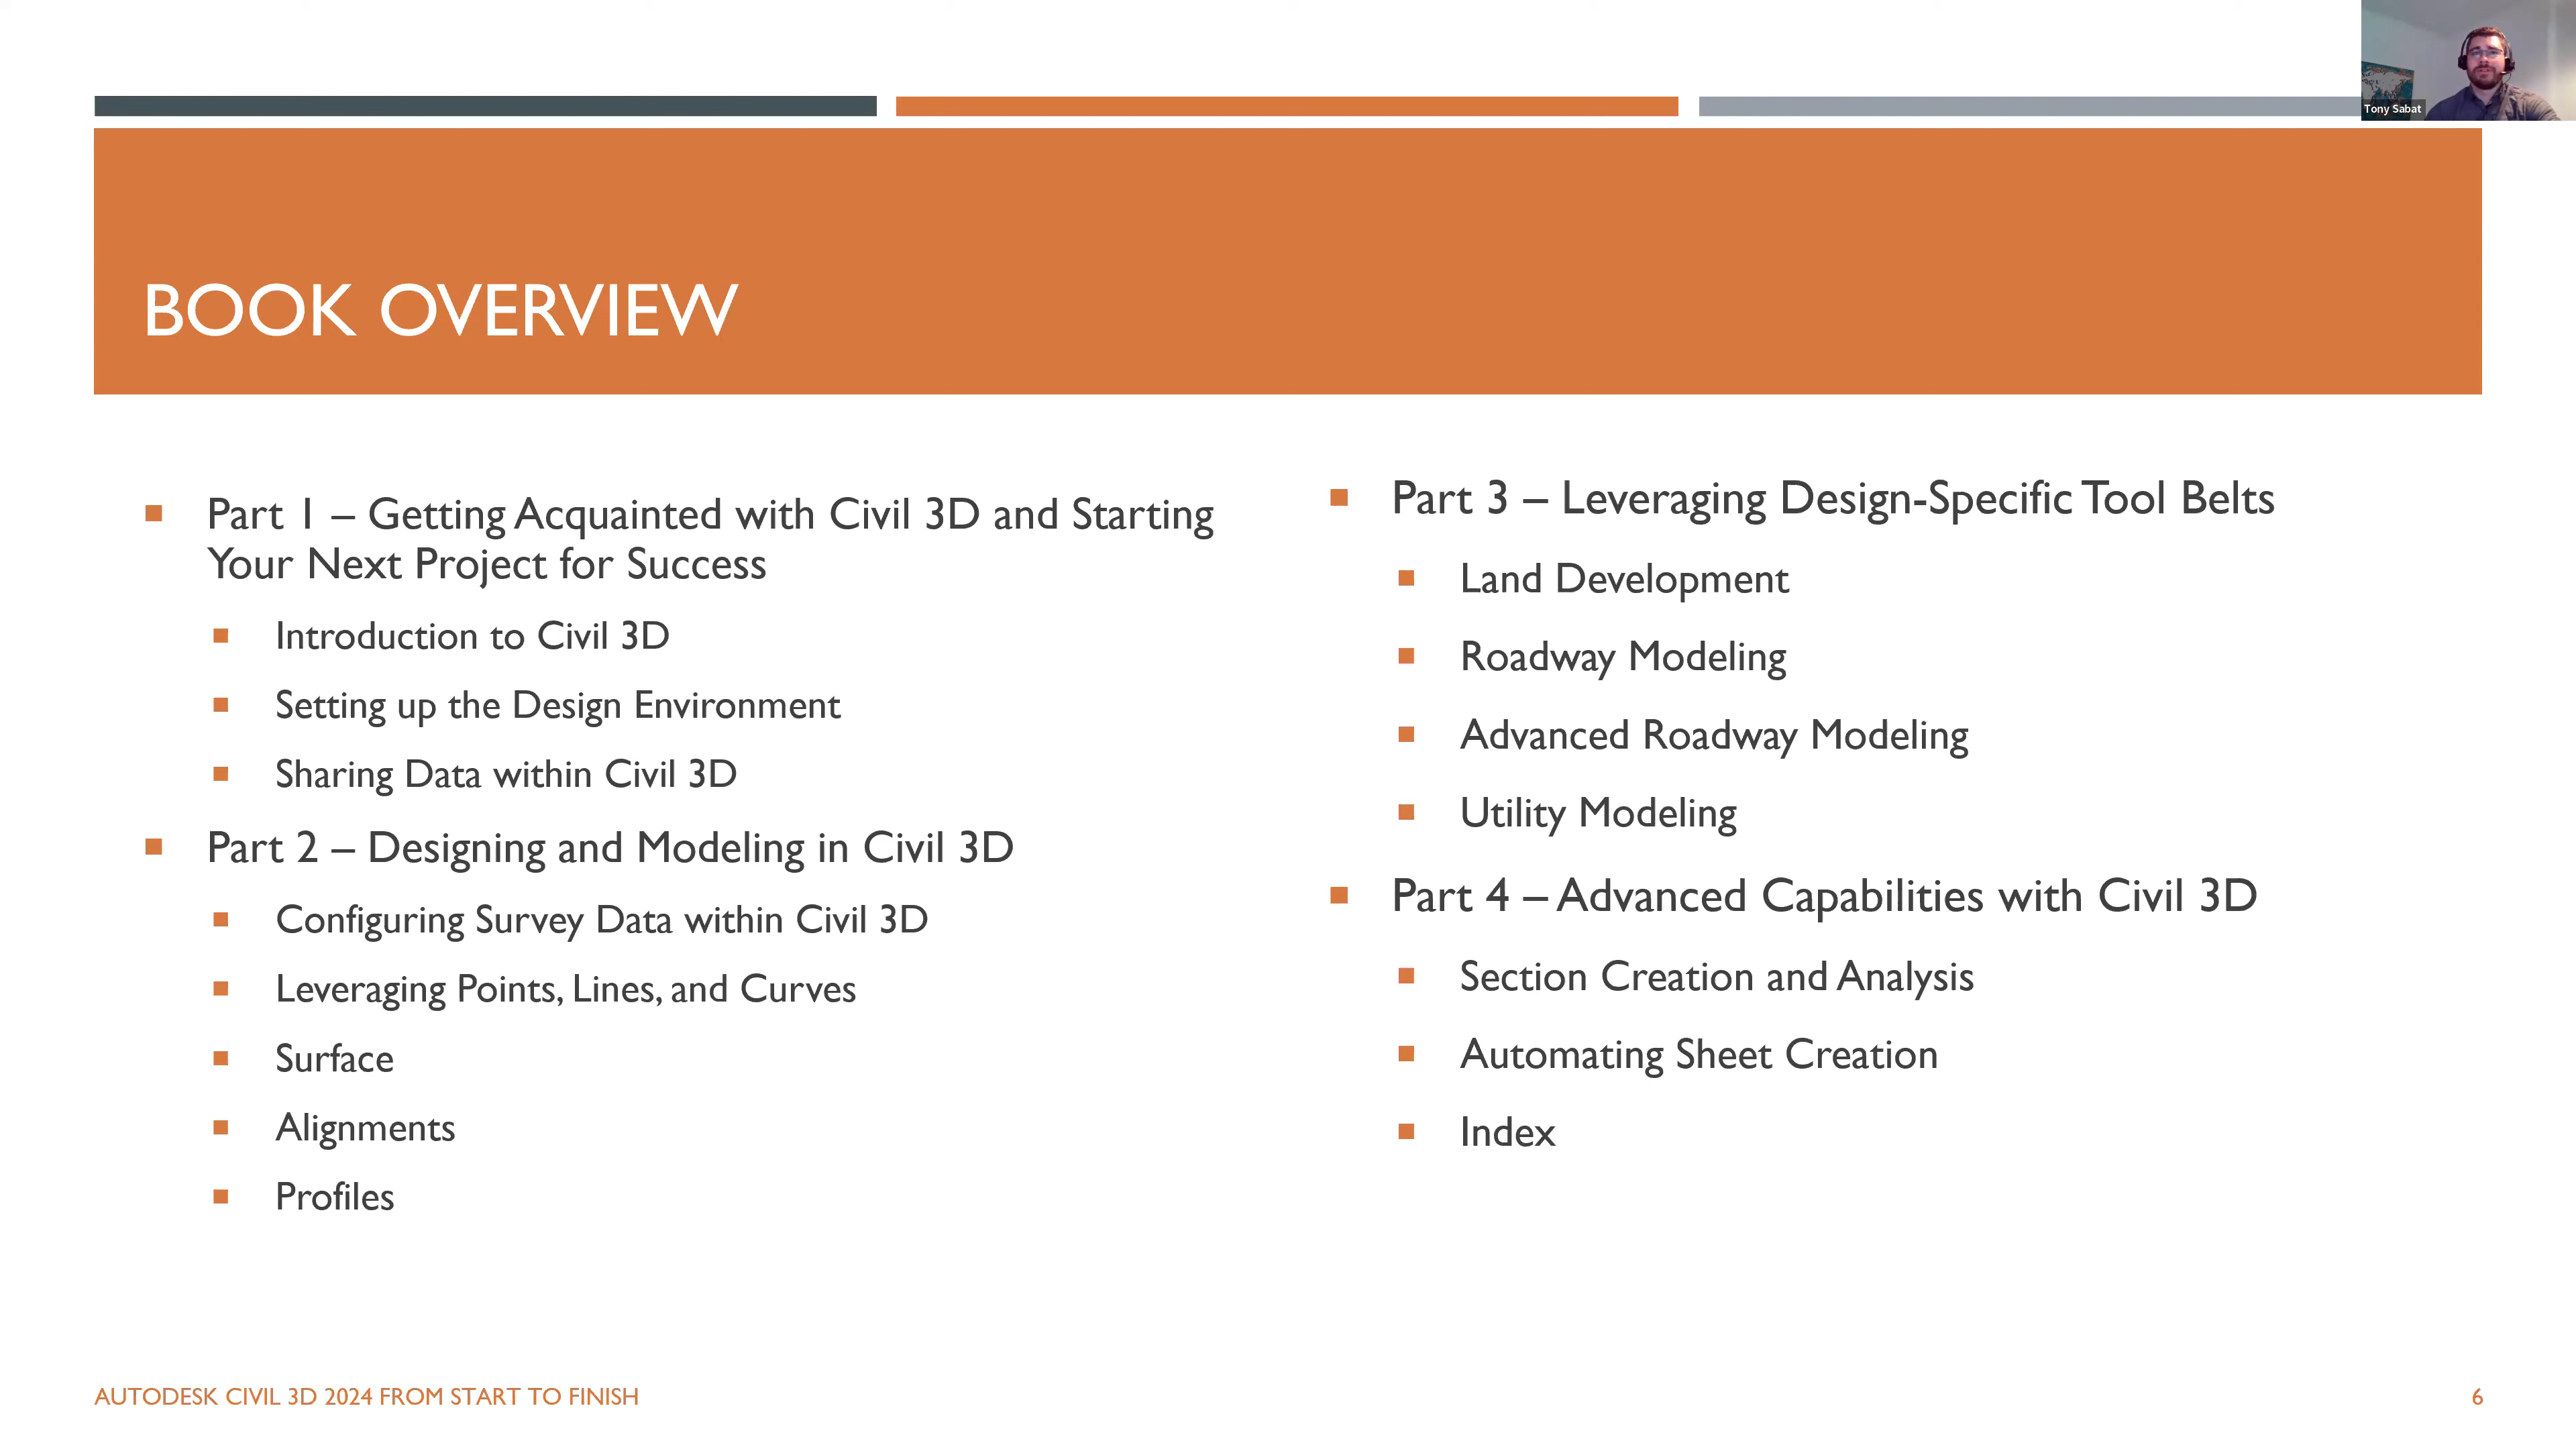 Tony Sabat
BOOK OVERVIEW
Part 1 – Getting Acquainted with Civil 3D and Starting
Your Next Project for Success
Introduction to Civil 3D
Setting up the Design Environment
Sharing Data within Civil 3D
Part 2 – Designing and Modeling in Civil 3D
Configuring Survey Data within Civil 3D
Leveraging Points, Lines, and Curves
Surface
Alignments
Profiles
Part 3 – Leveraging Design-Specific Tool Belts
Land Development
Roadway Modeling
Advanced Roadway Modeling
Utility Modeling
Part 4 – Advanced Capabilities with Civil 3D
Section Creation and Analysis
Automating Sheet Creation
Index
AUTODESK CIVIL 3D 2024 FROM START TO FINISH
6